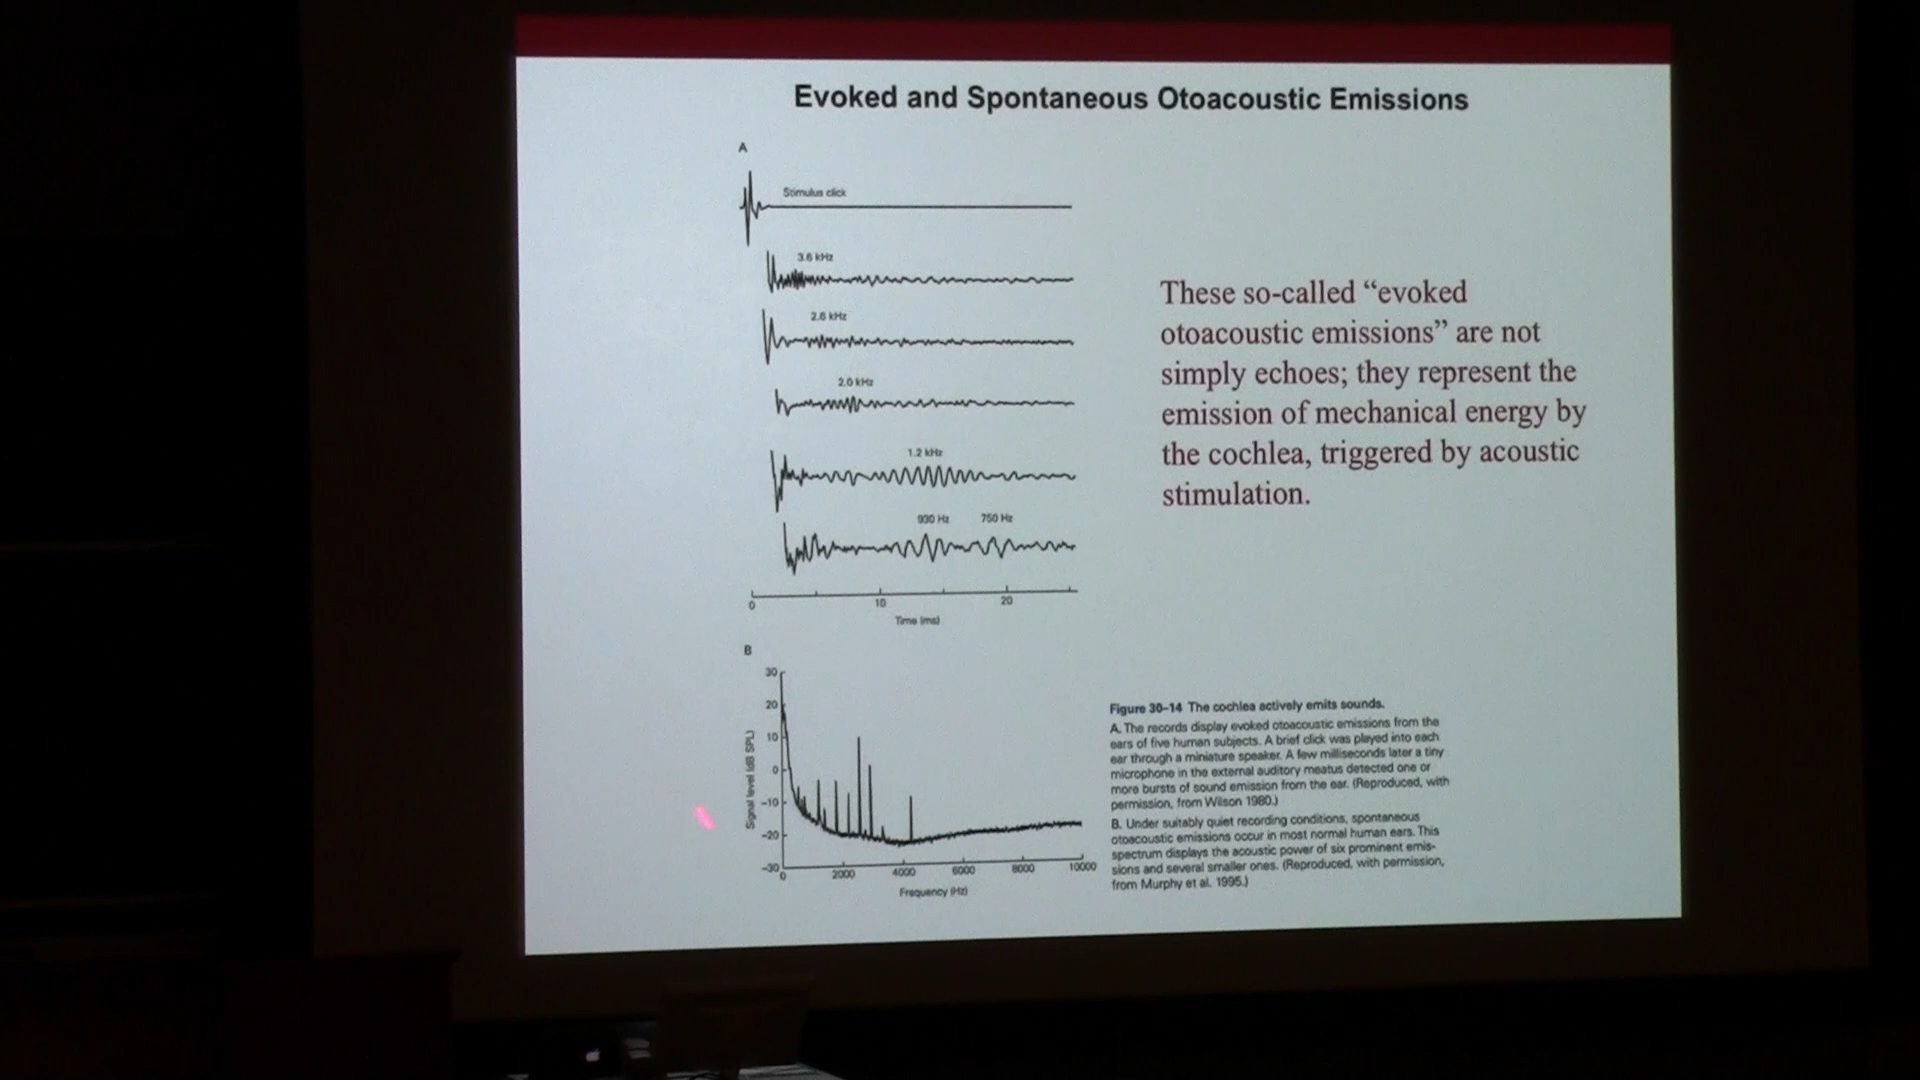 Evoked and Spontaneous Otoacoustic Emissions
A
Stimulus click
3.6 kHz
2.6 kHz
2.0 kHz
1.2 kHz
930 Hz 750 Hz
0 10 20
Time (ms)
These so-called “evoked
otoacoustic emissions” are not
simply echoes; they represent the
emission of mechanical energy by
the cochlea, triggered by acoustic
stimulation.
B
30
20
10
0
−10
−20
−30
Signal level (dB SPL)
0 2000 4000 6000 8000 10000
Frequency (Hz)
Figure 30–14 The cochlea actively emits sounds.
A. The records display evoked otoacoustic emissions from the
ears of five human subjects. A brief click was played into each
ear through a miniature speaker. A few milliseconds later a tiny
microphone in the external auditory meatus detected one or
more bursts of sound emission from the ear. (Reproduced, with
permission, from Wilson 1980.)
B. Under suitably quiet recording conditions, spontaneous
otoacoustic emissions occur in most normal human ears. This
spectrum displays the acoustic power of six prominent emis-
sions and several smaller ones. (Reproduced, with permission,
from Murphy et al. 1995.)